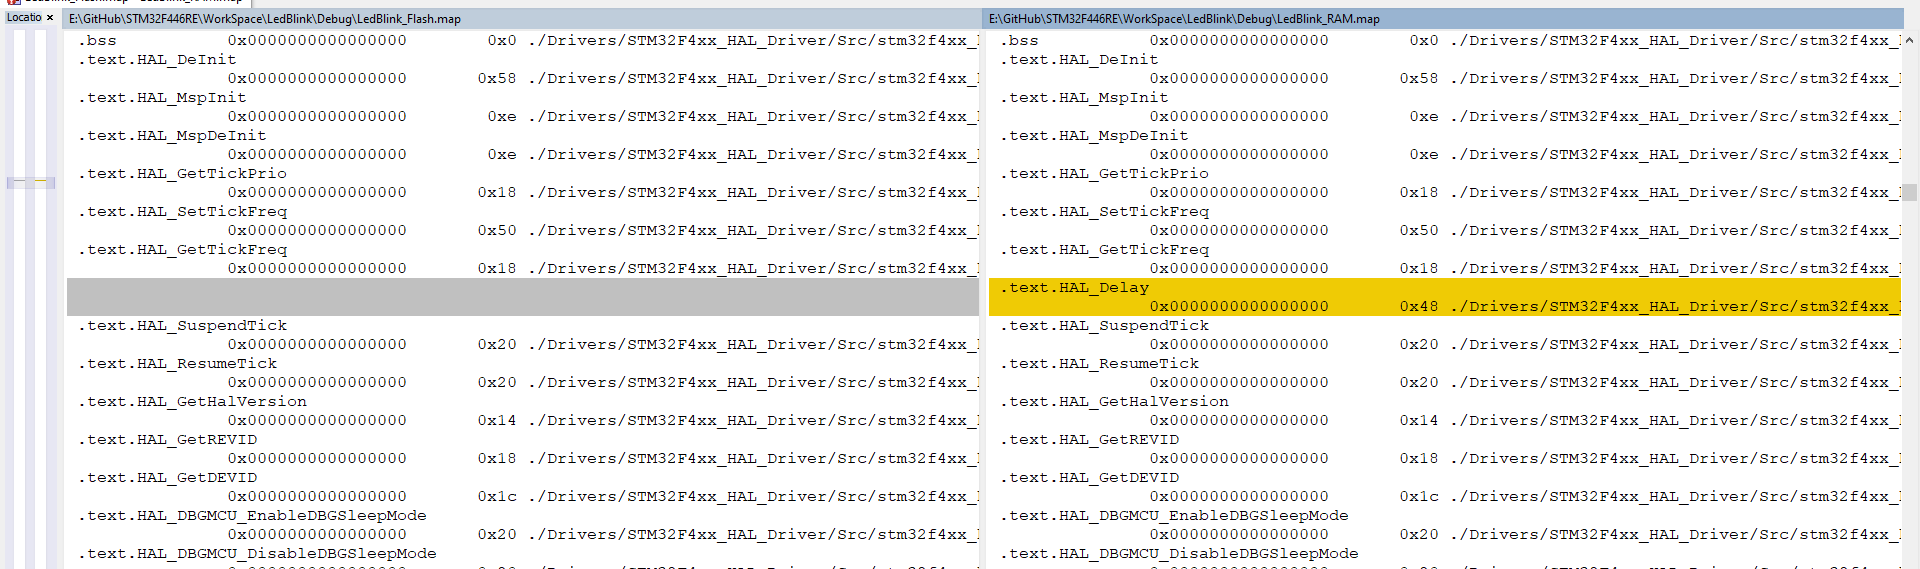 Locatio ×
E:\GitHub\STM32F446RE\WorkSpace\LedBlink\Debug\LedBlink_Flash.map
.bss 0x0000000000000000 0x0 ./Drivers/STM32F4xx_HAL_Driver/Src/stm32f4xx_
.text.HAL_DeInit
0x0000000000000000 0x58 ./Drivers/STM32F4xx_HAL_Driver/Src/stm32f4xx_
.text.HAL_MspInit
0x0000000000000000 0xe ./Drivers/STM32F4xx_HAL_Driver/Src/stm32f4xx_
.text.HAL_MspDeInit
0x0000000000000000 0xe ./Drivers/STM32F4xx_HAL_Driver/Src/stm32f4xx_
.text.HAL_GetTickPrio
0x0000000000000000 0x18 ./Drivers/STM32F4xx_HAL_Driver/Src/stm32f4xx_
.text.HAL_SetTickFreq
0x0000000000000000 0x50 ./Drivers/STM32F4xx_HAL_Driver/Src/stm32f4xx_
.text.HAL_GetTickFreq
0x0000000000000000 0x18 ./Drivers/STM32F4xx_HAL_Driver/Src/stm32f4xx_
.text.HAL_SuspendTick
0x0000000000000000 0x20 ./Drivers/STM32F4xx_HAL_Driver/Src/stm32f4xx_
.text.HAL_ResumeTick
0x0000000000000000 0x20 ./Drivers/STM32F4xx_HAL_Driver/Src/stm32f4xx_
.text.HAL_GetHalVersion
0x0000000000000000 0x14 ./Drivers/STM32F4xx_HAL_Driver/Src/stm32f4xx_
.text.HAL_GetREVID
0x0000000000000000 0x18 ./Drivers/STM32F4xx_HAL_Driver/Src/stm32f4xx_
.text.HAL_GetDEVID
0x0000000000000000 0x1c ./Drivers/STM32F4xx_HAL_Driver/Src/stm32f4xx_
.text.HAL_DBGMCU_EnableDBGSleepMode
0x0000000000000000 0x20 ./Drivers/STM32F4xx_HAL_Driver/Src/stm32f4xx_
.text.HAL_DBGMCU_DisableDBGSleepMode
E:\GitHub\STM32F446RE\WorkSpace\LedBlink\Debug\LedBlink_RAM.map
.bss 0x0000000000000000 0x0 ./Drivers/STM32F4xx_HAL_Driver/Src/stm32f4xx_
.text.HAL_DeInit
0x0000000000000000 0x58 ./Drivers/STM32F4xx_HAL_Driver/Src/stm32f4xx_
.text.HAL_MspInit
0x0000000000000000 0xe ./Drivers/STM32F4xx_HAL_Driver/Src/stm32f4xx_
.text.HAL_MspDeInit
0x0000000000000000 0xe ./Drivers/STM32F4xx_HAL_Driver/Src/stm32f4xx_
.text.HAL_GetTickPrio
0x0000000000000000 0x18 ./Drivers/STM32F4xx_HAL_Driver/Src/stm32f4xx_
.text.HAL_SetTickFreq
0x0000000000000000 0x50 ./Drivers/STM32F4xx_HAL_Driver/Src/stm32f4xx_
.text.HAL_GetTickFreq
0x0000000000000000 0x18 ./Drivers/STM32F4xx_HAL_Driver/Src/stm32f4xx_
.text.HAL_Delay
0x0000000000000000 0x48 ./Drivers/STM32F4xx_HAL_Driver/Src/stm32f4xx_
.text.HAL_SuspendTick
0x0000000000000000 0x20 ./Drivers/STM32F4xx_HAL_Driver/Src/stm32f4xx_
.text.HAL_ResumeTick
0x0000000000000000 0x20 ./Drivers/STM32F4xx_HAL_Driver/Src/stm32f4xx_
.text.HAL_GetHalVersion
0x0000000000000000 0x14 ./Drivers/STM32F4xx_HAL_Driver/Src/stm32f4xx_
.text.HAL_GetREVID
0x0000000000000000 0x18 ./Drivers/STM32F4xx_HAL_Driver/Src/stm32f4xx_
.text.HAL_GetDEVID
0x0000000000000000 0x1c ./Drivers/STM32F4xx_HAL_Driver/Src/stm32f4xx_
.text.HAL_DBGMCU_EnableDBGSleepMode
0x0000000000000000 0x20 ./Drivers/STM32F4xx_HAL_Driver/Src/stm32f4xx_
.text.HAL_DBGMCU_DisableDBGSleepMode